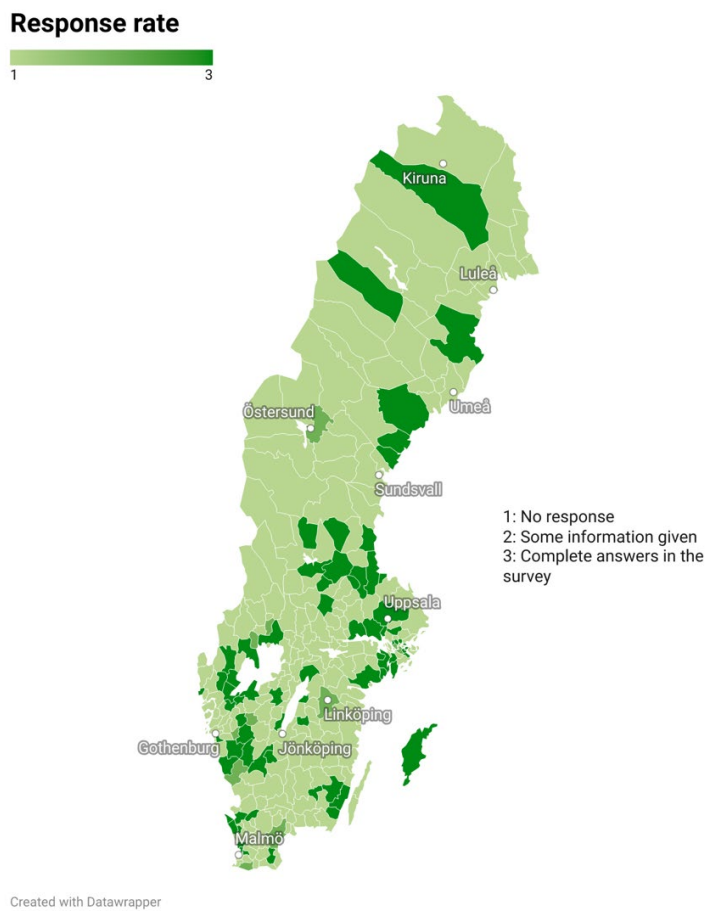 Response rate
1 3
Kiruna
Luleå
Östersund
Umeå
Sundsvall
1: No response
2: Some information given
3: Complete answers in the
survey
Uppsala
Linköping
Gothenburg
Jönköping
Malmö
Created with Datawrapper